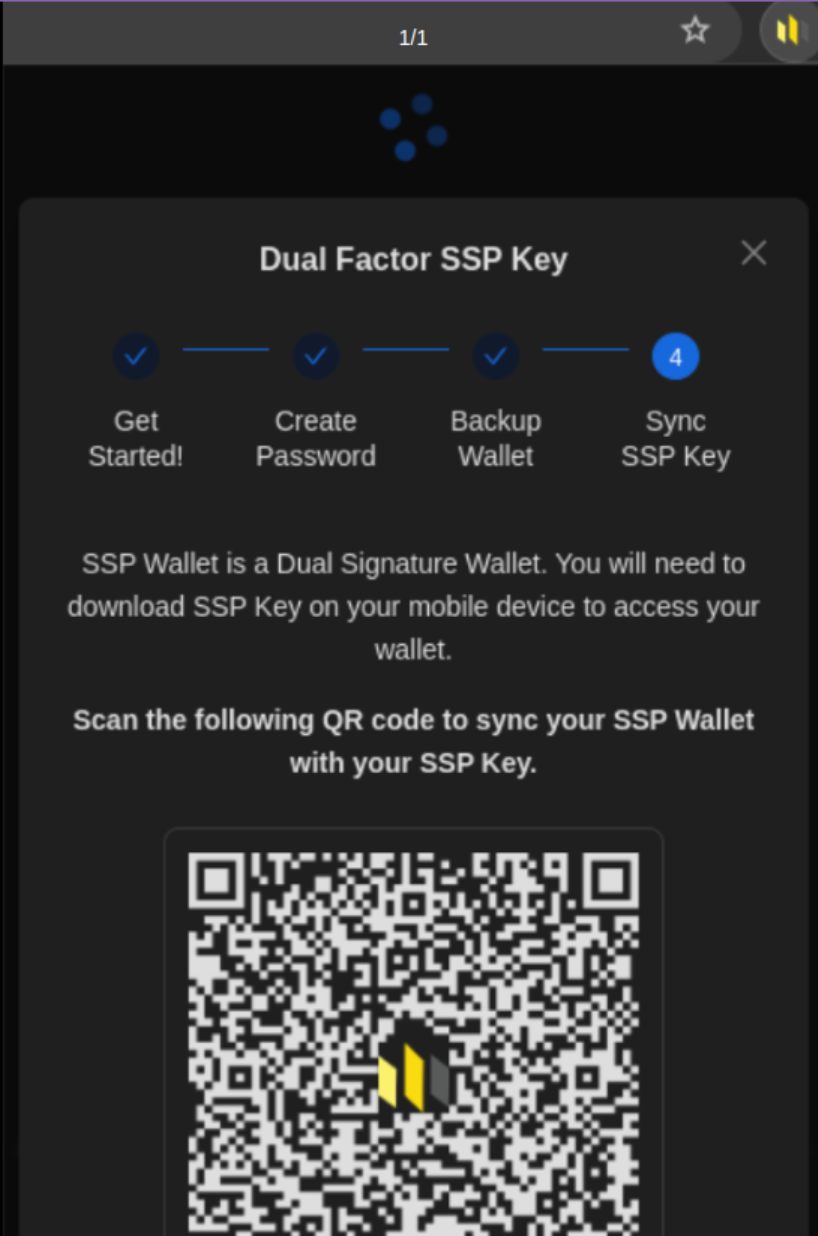 1/1
Dual Factor SSP Key
4
Get
Started!
Create
Password
Backup
Wallet
Sync
SSP Key
SSP Wallet is a Dual Signature Wallet. You will need to
download SSP Key on your mobile device to access your
wallet.
Scan the following QR code to sync your SSP Wallet
with your SSP Key.